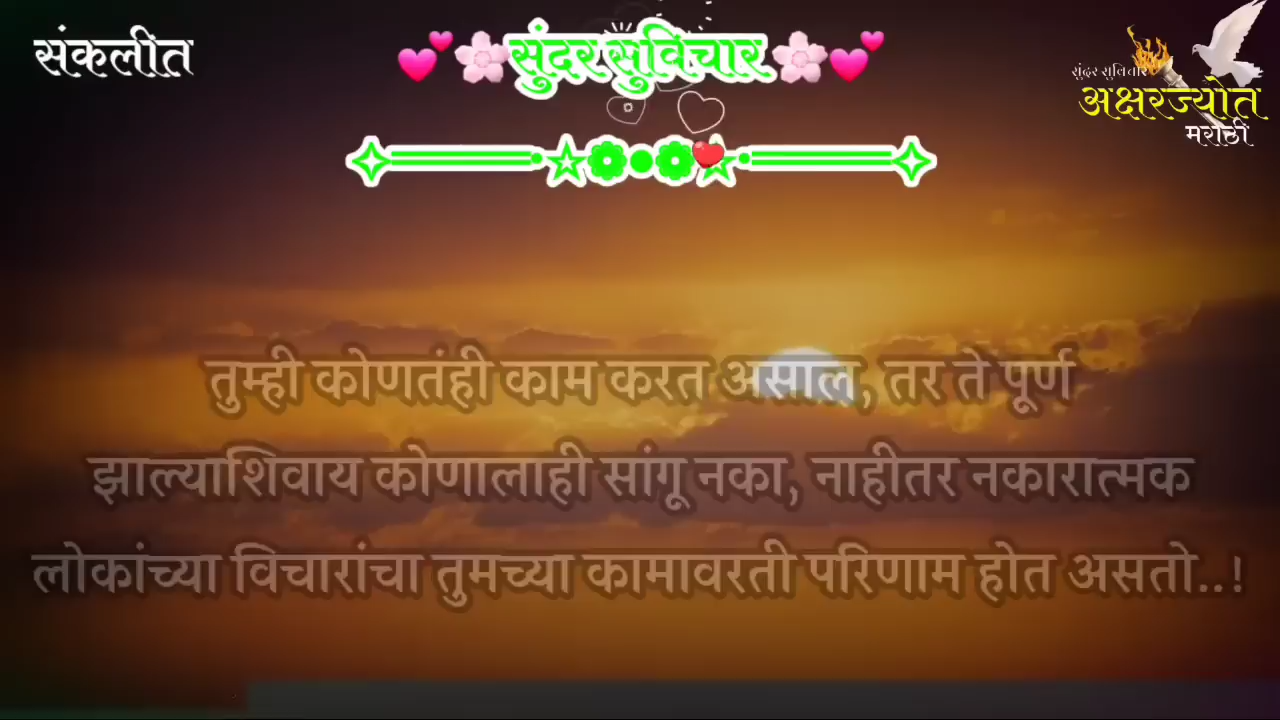 संकलीत
सुंदर सुविचार
सुंदर सुविचार
अक्षरज्योत
मराठी
तुम्ही कोणतंही काम करत असाल, तर ते पूर्ण
झाल्याशिवाय कोणालाही सांगू नका, नाहीतर नकारात्मक
लोकांच्या विचारांचा तुमच्या कामावरती परिणाम होत असतो..!